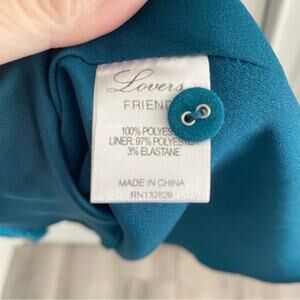 Lovers
FRIEND
100% POLYES
LINER: 97% POLYESTER
3% ELASTANE
MADE IN CHINA
RN132829